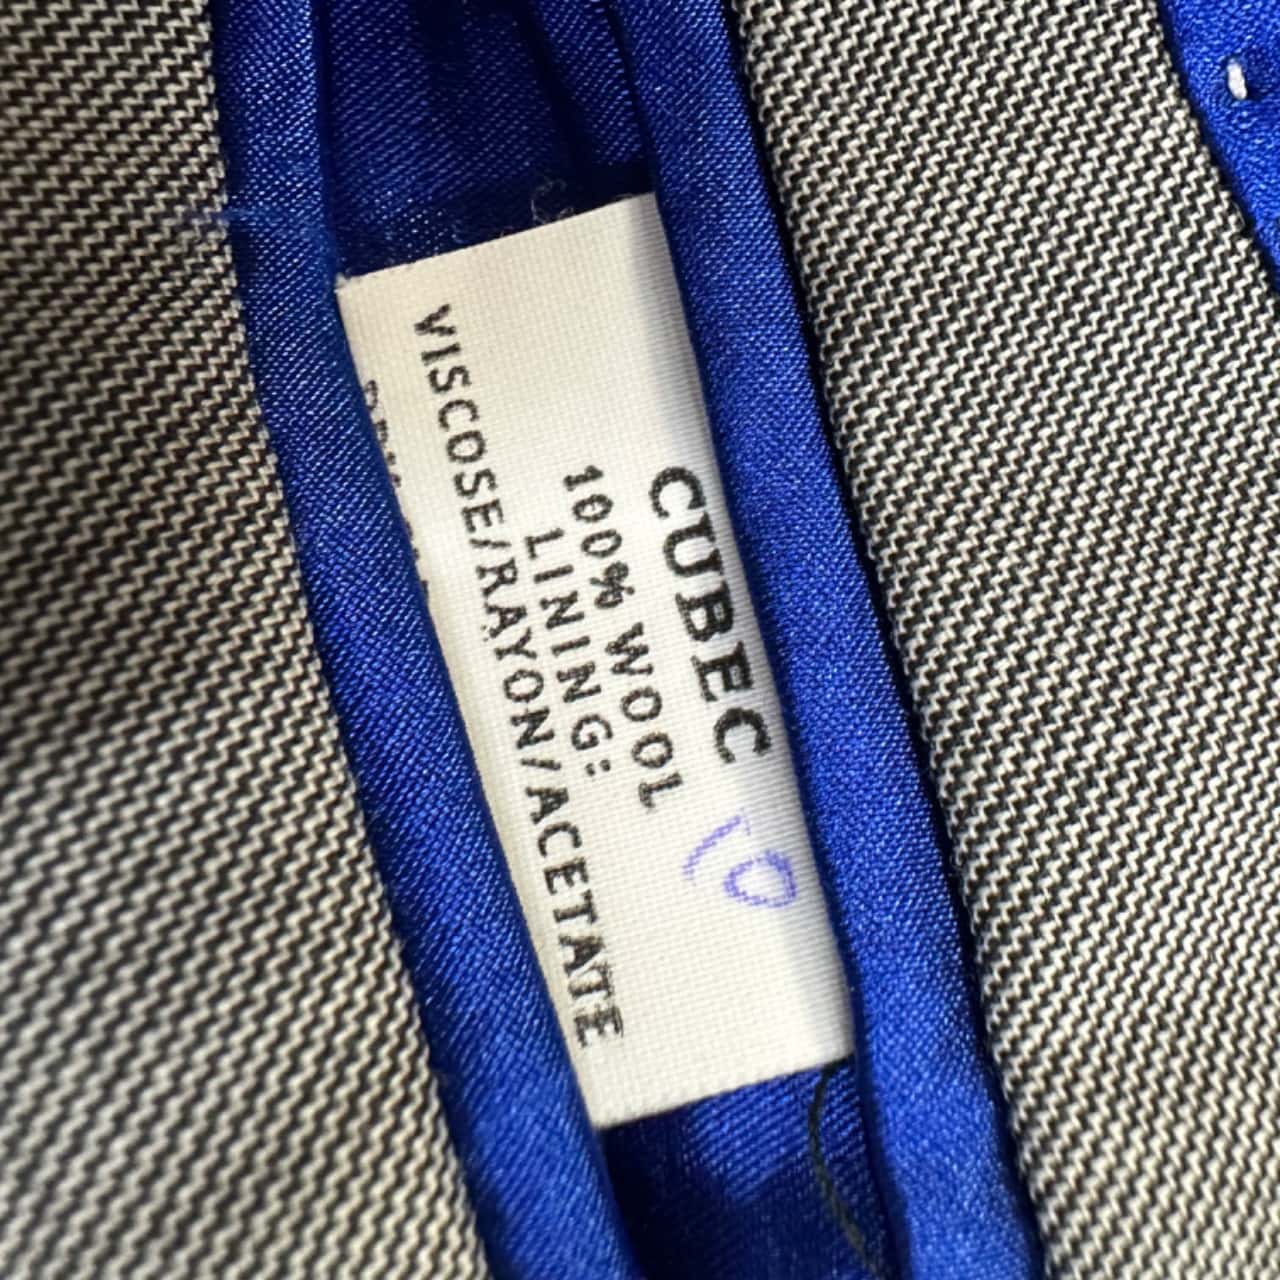 CUBEC 10
100% WOOL
LINING:
VISCOSE/RAYON/ACETATE